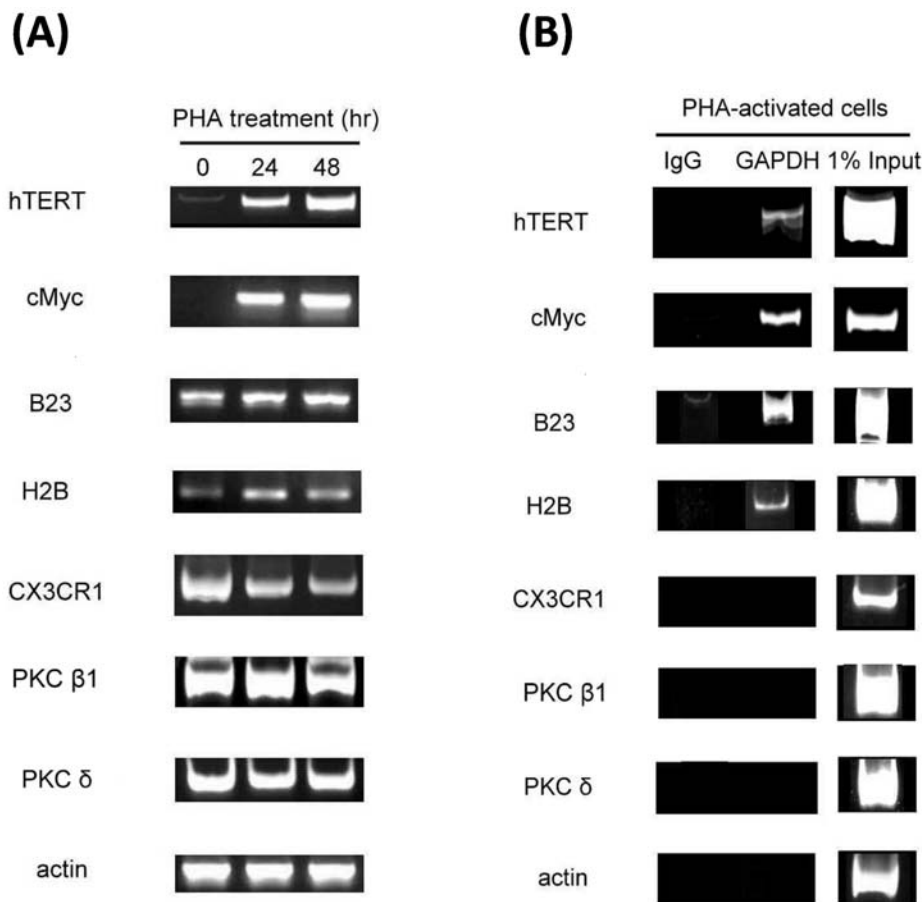 (A)
PHA treatment (hr)
0 24 48
hTERT
cMyc
B23
H2B
CX3CR1
PKC β1
PKC δ
actin
(B)
PHA-activated cells
IgG GAPDH 1% Input
hTERT
cMyc
B23
H2B
CX3CR1
PKC β1
PKC δ
actin